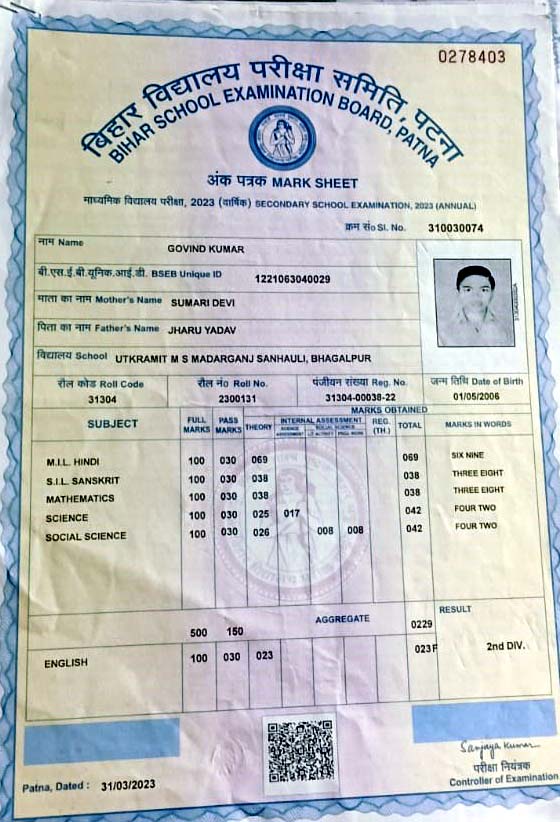 0278403
बिहार विद्यालय परीक्षा समिति, पटना
BIHAR SCHOOL EXAMINATION BOARD, PATNA
अंक पत्रक MARK SHEET
माध्यमिक विद्यालय परीक्षा, 2023 (वार्षिक) SECONDARY SCHOOL EXAMINATION, 2023 (ANNUAL)
क्रम सं० Sl. No. 310030074
नाम Name GOVIND KUMAR
बी.एस.ई.बी.यूनिक.आई.डी. BSEB Unique ID 1221063040029
माता का नाम Mother's Name SUMARI DEVI
पिता का नाम Father's Name JHARU YADAV
विद्यालय School UTKRAMIT M S MADARGANJ SANHAULI, BHAGALPUR
रौल कोड Roll Code रौल नं० Roll No. पंजीयन संख्या Reg. No. जन्म तिथि Date of Birth
31304 2300131 31304-00038-22 01/05/2006
MARKS OBTAINED
SUBJECT FULL MARKS PASS MARKS THEORY INTERNAL ASSESSMENT REG. (TH.) TOTAL MARKS IN WORDS
SCIENCE SOCIAL SCIENCE
M.I.L. HINDI 100 030 069 069 SIX NINE
S.I.L. SANSKRIT 100 030 038 038 THREE EIGHT
MATHEMATICS 100 030 038 038 THREE EIGHT
SCIENCE 100 030 025 017 042 FOUR TWO
SOCIAL SCIENCE 100 030 026 008 008 042 FOUR TWO
500 150 AGGREGATE 0229 RESULT
ENGLISH 100 030 023 023F 2nd DIV.
Sanjaya Kumar
परीक्षा नियंत्रक
Patna, Dated : 31/03/2023 Controller of Examination